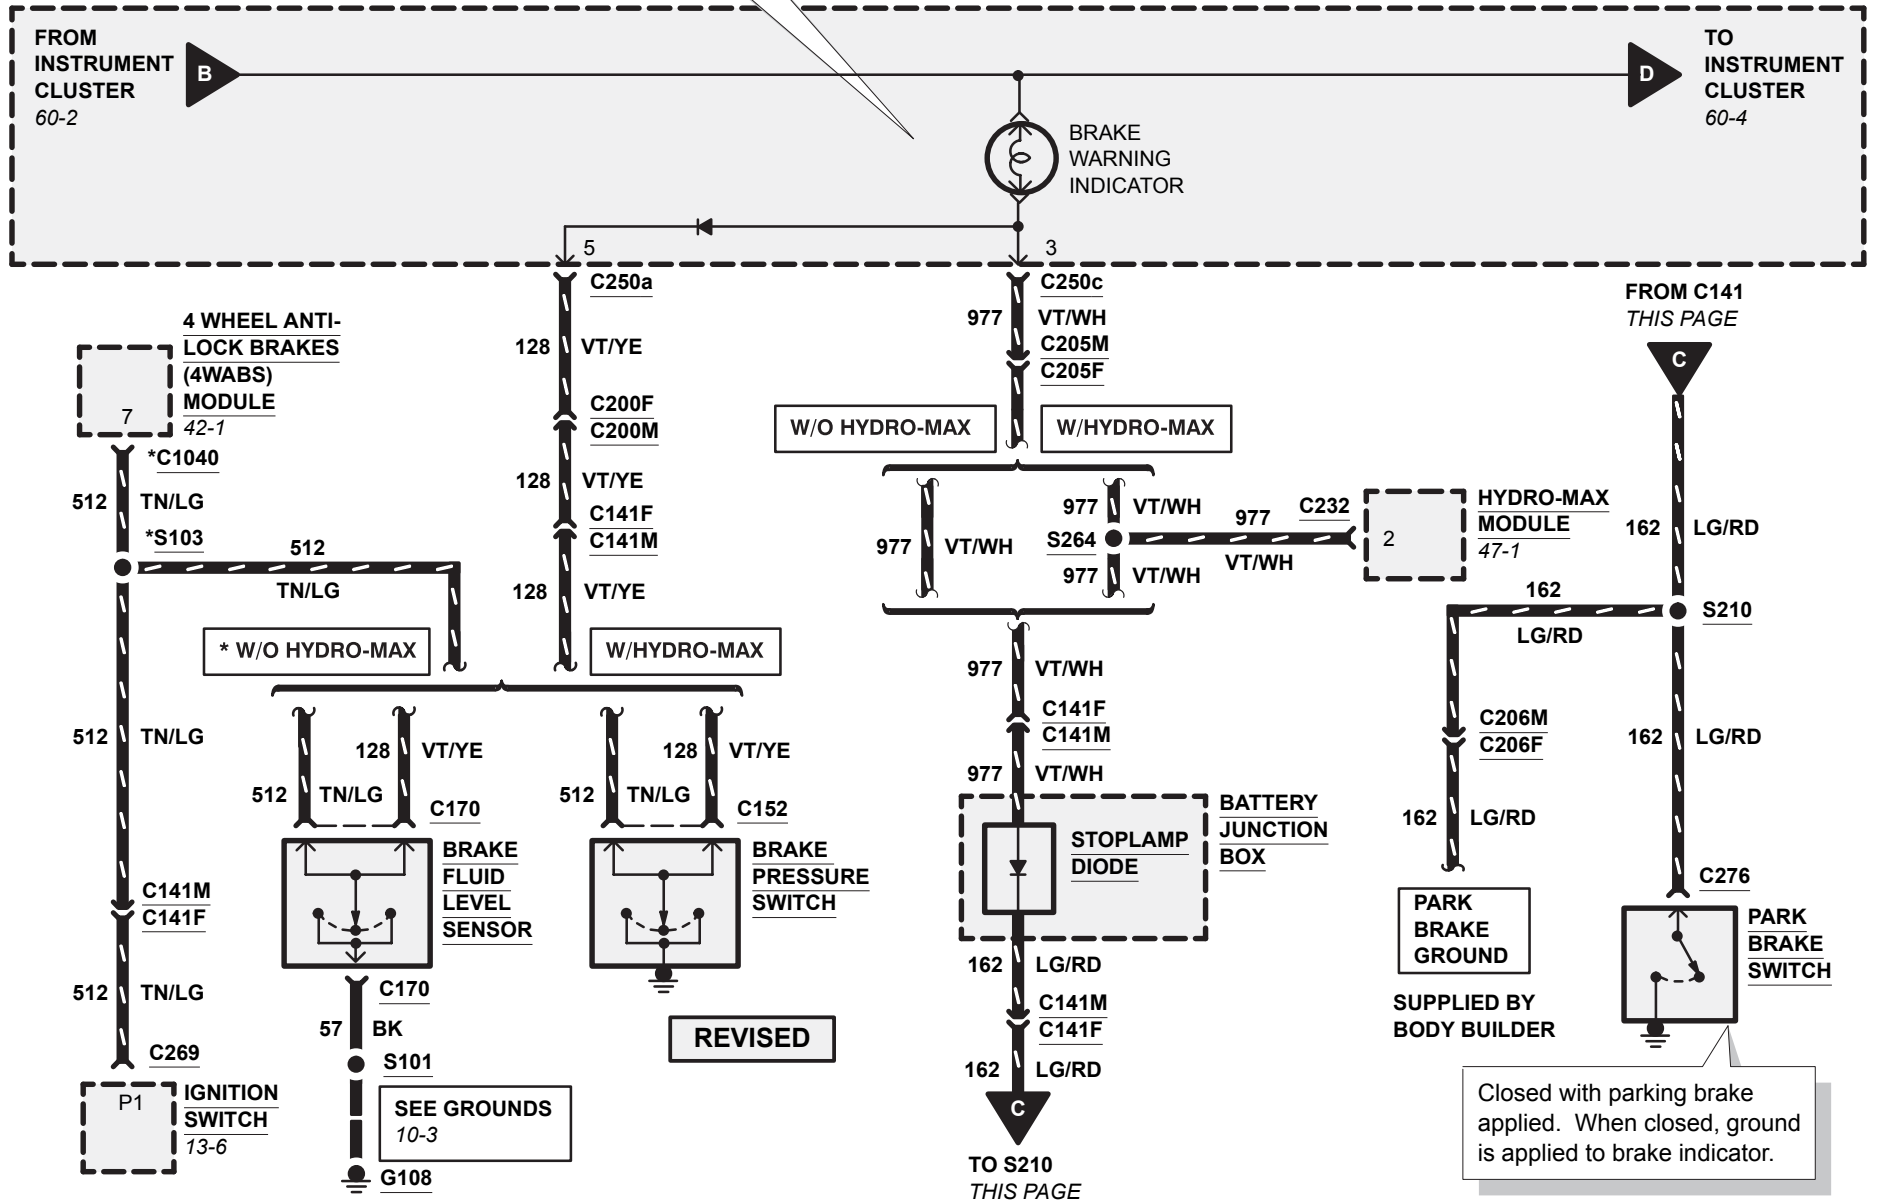 FROM
INSTRUMENT
CLUSTER
60-2
B
D
TO
INSTRUMENT
CLUSTER
60-4
BRAKE
WARNING
INDICATOR
5
3
C250a
C250c
FROM C141
THIS PAGE
C
4 WHEEL ANTI-
LOCK BRAKES
(4WABS)
MODULE
42-1
7
*C1040
512 TN/LG
*S103
512
TN/LG
128 VT/YE
C200F
C200M
128 VT/YE
C141F
C141M
128 VT/YE
977 VT/WH
C205M
C205F
W/O HYDRO-MAX
W/HYDRO-MAX
977 VT/WH
977 VT/WH
S264
977 VT/WH
977
VT/WH
C232
2
HYDRO-MAX
MODULE
47-1
162 LG/RD
S210
162
LG/RD
* W/O HYDRO-MAX
W/HYDRO-MAX
512 TN/LG
128 VT/YE
512 TN/LG
C170
128 VT/YE
512 TN/LG
C152
977 VT/WH
C141F
C141M
977 VT/WH
C206M
C206F
162 LG/RD
162 LG/RD
BRAKE
FLUID
LEVEL
SENSOR
BRAKE
PRESSURE
SWITCH
STOPLAMP
DIODE
BATTERY
JUNCTION
BOX
C276
PARK
BRAKE
GROUND
PARK
BRAKE
SWITCH
SUPPLIED BY
BODY BUILDER
C141M
C141F
512 TN/LG
C269
P1
IGNITION
SWITCH
13-6
C170
57 BK
S101
SEE GROUNDS
10-3
G108
REVISED
162 LG/RD
C141M
C141F
162 LG/RD
C
TO S210
THIS PAGE
Closed with parking brake
applied. When closed, ground
is applied to brake indicator.